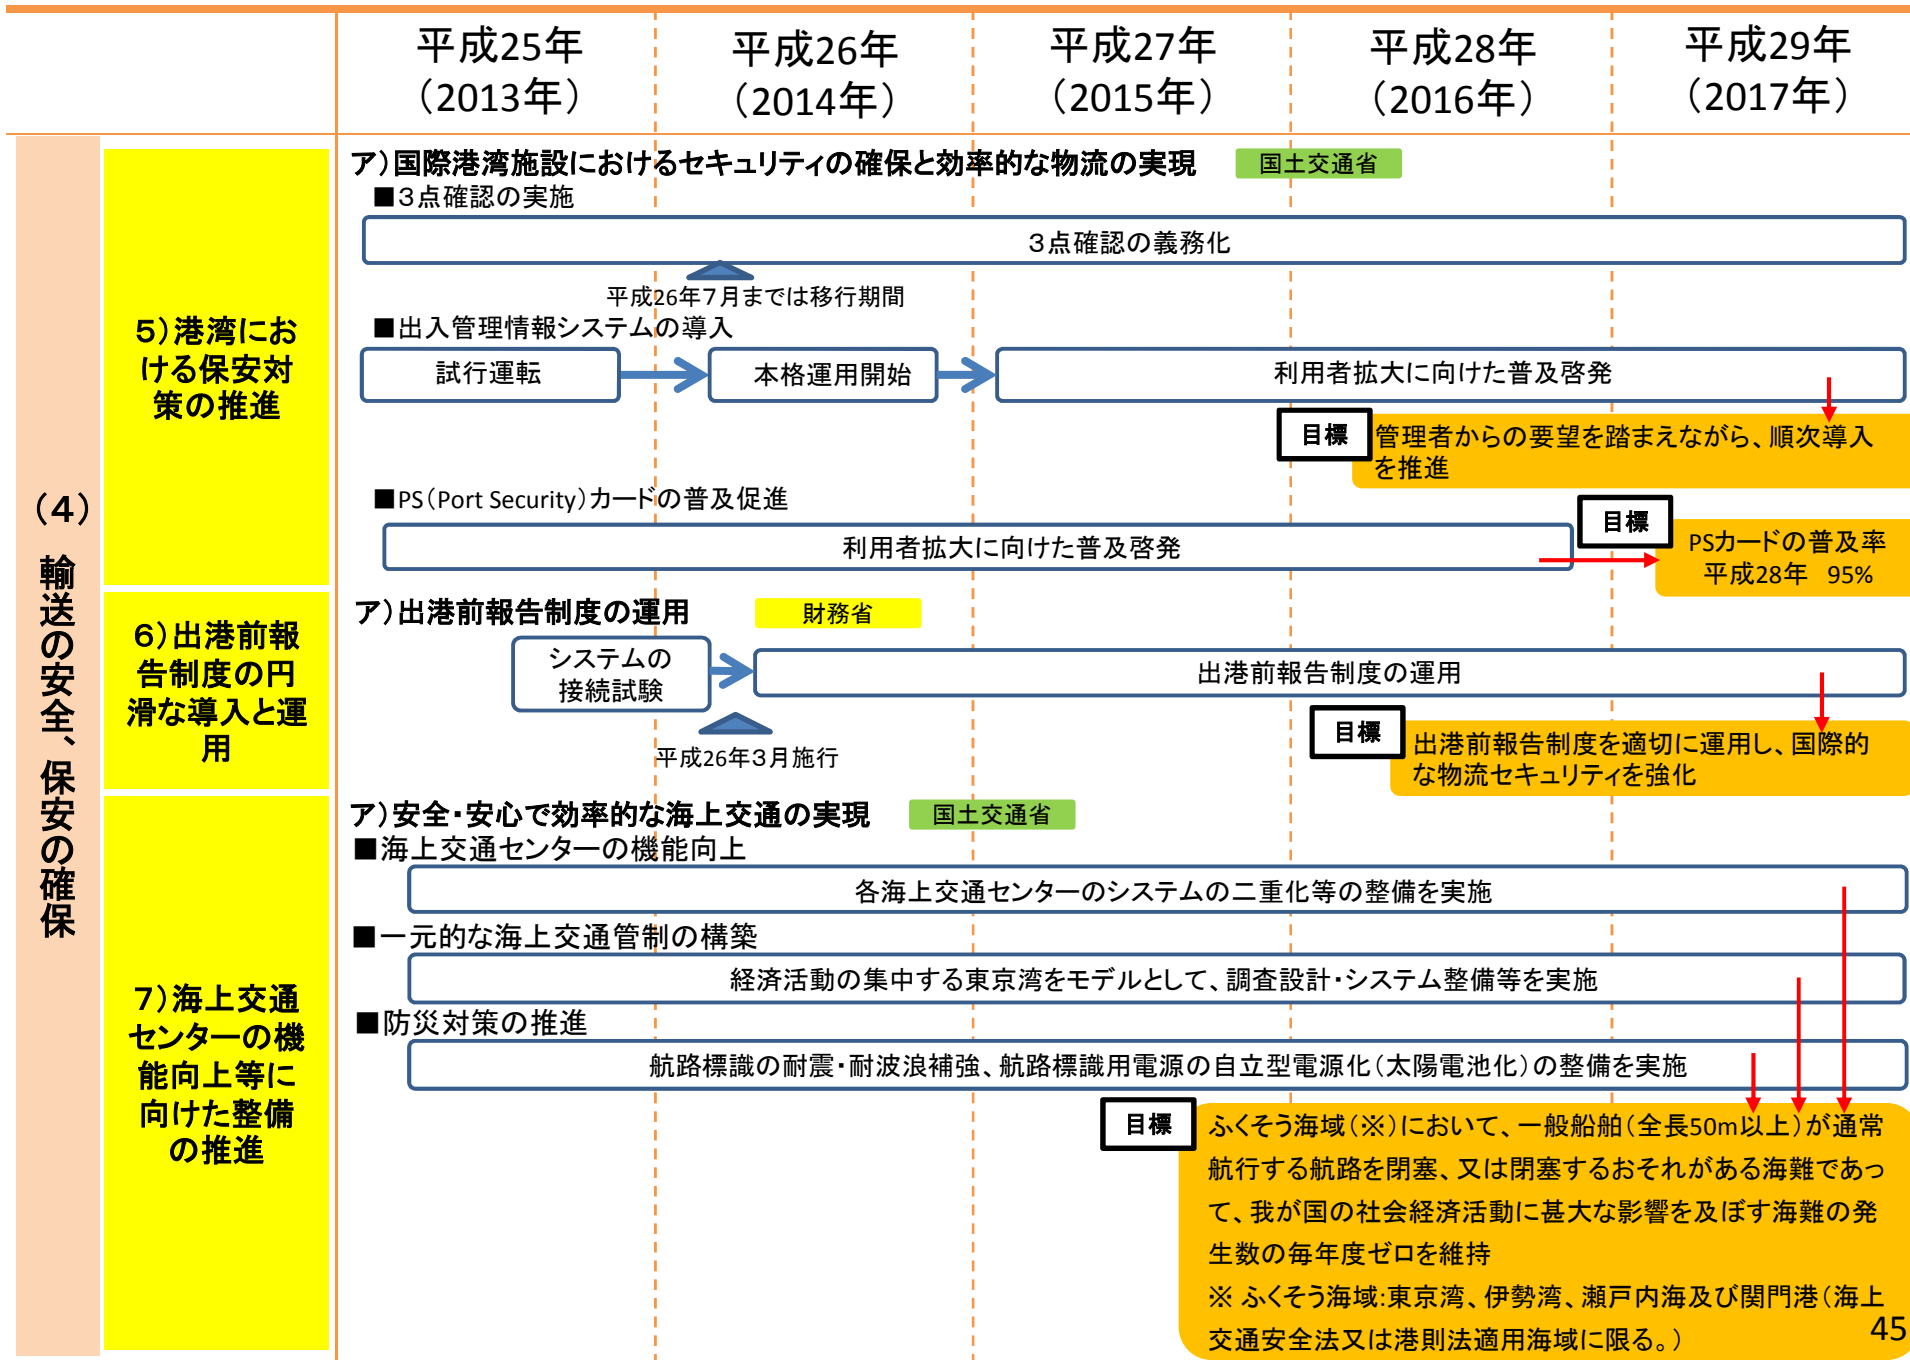 平成25年
（2013年）
平成26年
（2014年）
平成27年
（2015年）
平成28年
（2016年）
平成29年
（2017年）
（4）輸送の安全、保安の確保
5）港湾にお
ける保安対
策の推進
ア）国際港湾施設におけるセキュリティの確保と効率的な物流の実現
国土交通省
■３点確認の実施
３点確認の義務化
平成26年７月までは移行期間
■出入管理情報システムの導入
試行運転
本格運用開始
利用者拡大に向けた普及啓発
目標
管理者からの要望を踏まえながら、順次導入
を推進
■PS（Port Security）カードの普及促進
利用者拡大に向けた普及啓発
目標
PSカードの普及率
平成28年 95%
6）出港前報
告制度の円
滑な導入と運
用
ア）出港前報告制度の運用
財務省
システムの
接続試験
出港前報告制度の運用
平成26年３月施行
目標
出港前報告制度を適切に運用し、国際的
な物流セキュリティを強化
7）海上交通
センターの機
能向上等に
向けた整備
の推進
ア）安全・安心で効率的な海上交通の実現
国土交通省
■海上交通センターの機能向上
各海上交通センターのシステムの二重化等の整備を実施
■一元的な海上交通管制の構築
経済活動の集中する東京湾をモデルとして、調査設計・システム整備等を実施
■防災対策の推進
航路標識の耐震・耐波浪補強、航路標識用電源の自立型電源化（太陽電池化）の整備を実施
目標
ふくそう海域（※）において、一般船舶（全長50m以上）が通常
航行する航路を閉塞、又は閉塞するおそれがある海難であっ
て、我が国の社会経済活動に甚大な影響を及ぼす海難の発
生数の毎年度ゼロを維持
※ ふくそう海域:東京湾、伊勢湾、瀬戸内海及び関門港（海上
交通安全法又は港則法適用海域に限る。）
45